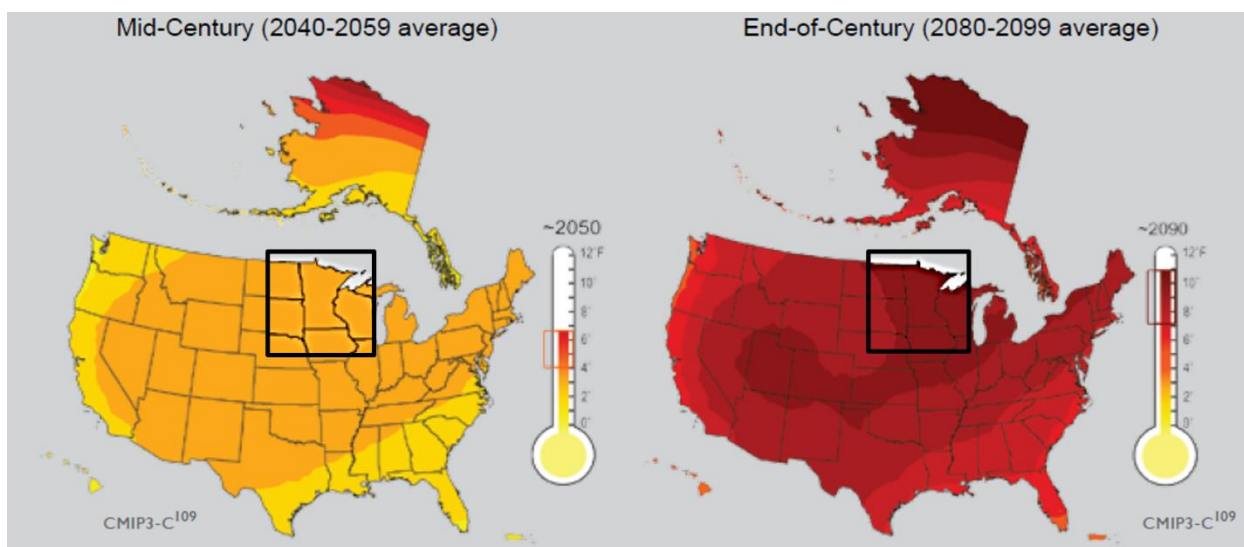 Mid-Century (2040-2059 average)
End-of-Century (2080-2099 average)
~2050
12°F
10°
8°
6°
4°
2°
0°
~2090
12°F
10°
8°
6°
4°
2°
0°
CMIP3-C109
CMIP3-C109